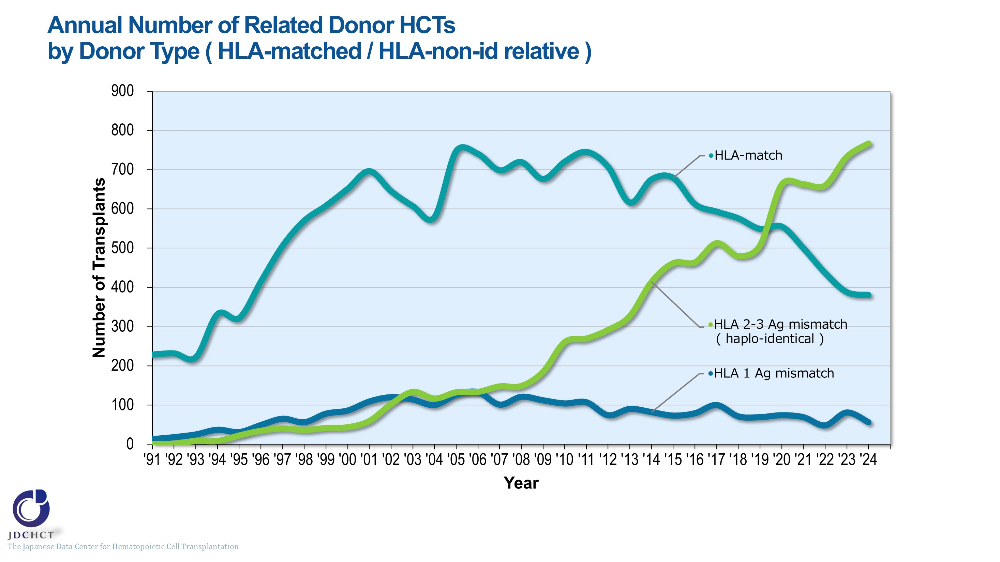 Annual Number of Related Donor HCTs
by Donor Type ( HLA-matched / HLA-non-id relative )
900
800
700
600
500
400
300
200
100
0
Number of Transplants
HLA-match
HLA 2-3 Ag mismatch
( haplo-identical )
HLA 1 Ag mismatch
'91 '92 '93 '94 '95 '96 '97 '98 '99 '00 '01 '02 '03 '04 '05 '06 '07 '08 '09 '10 '11 '12 '13 '14 '15 '16 '17 '18 '19 '20 '21 '22 '23 '24
Year
JDCHCT
The Japanese Data Center for Hematopoietic Cell Transplantation